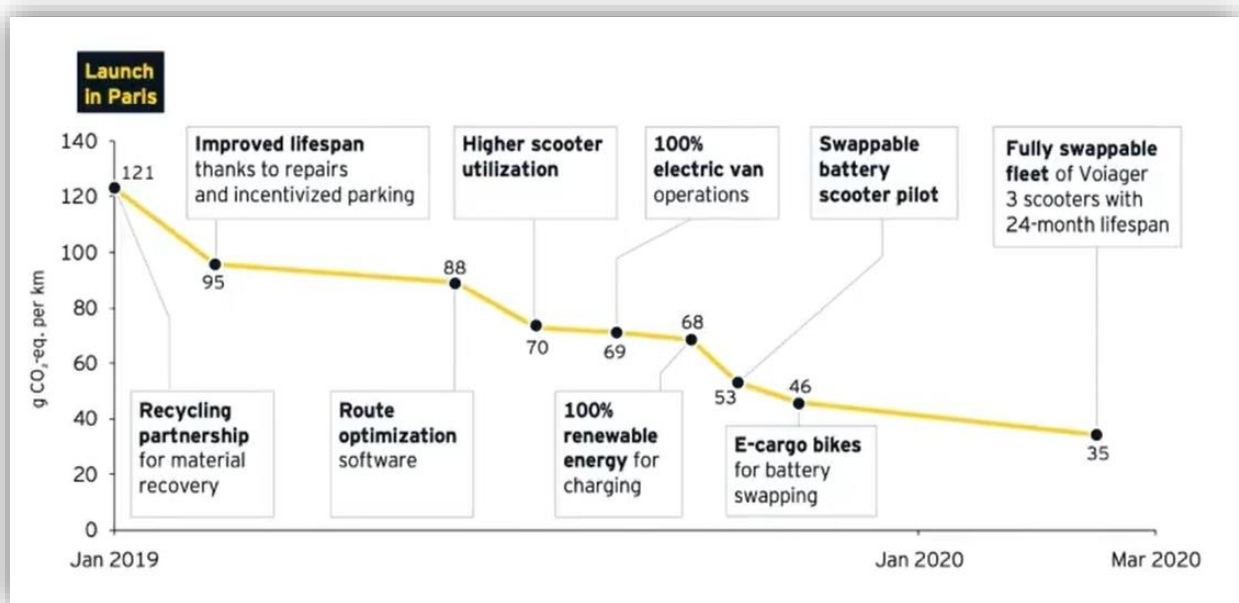 Launch
in Paris
140
120
100
80
60
40
20
0
g CO₂-eq. per km
121
Recycling
partnership
for material
recovery
Improved lifespan
thanks to repairs
and incentivized parking
95
88
Route
optimization
software
Higher scooter
utilization
70
100%
electric van
operations
69
68
100%
renewable
energy for
charging
Swappable
battery
scooter pilot
53
46
E-cargo bikes
for battery
swapping
Fully swappable
fleet of Voiager
3 scooters with
24-month lifespan
35
Jan 2019
Jan 2020
Mar 2020